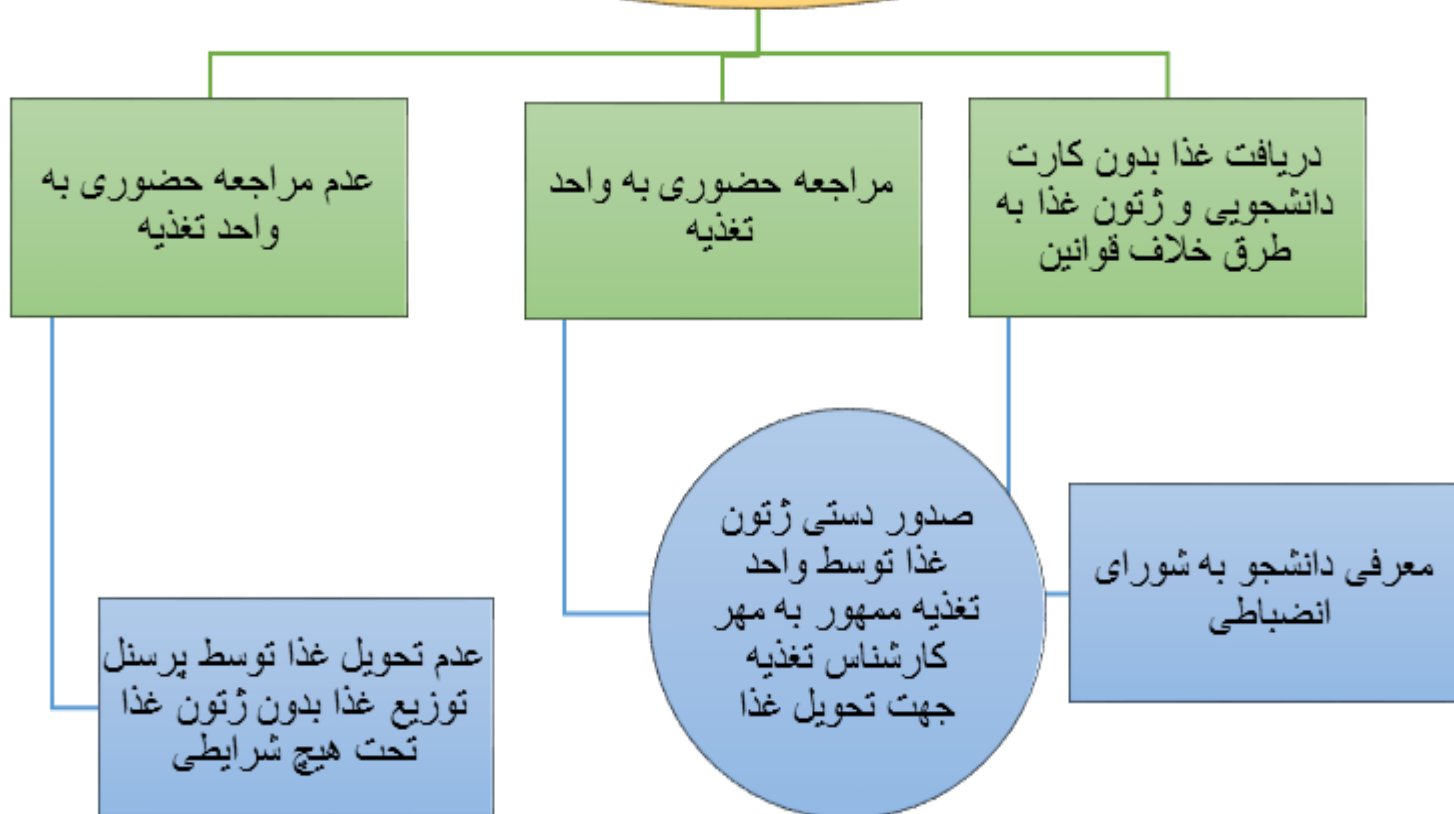 دریافت غذا بدون کارت
دانشجویی و ژتون غذا به
طرق خلاف قوانین
مراجعه حضوری به واحد
تغذیه
عدم مراجعه حضوری به
واحد تغذیه
معرفی دانشجو به شورای
انضباطی
صدور دستی ژتون
غذا توسط واحد
تغذیه ممهور به مهر
کارشناس تغذیه
جهت تحویل غذا
عدم تحویل غذا توسط پرسنل
توزیع غذا بدون ژتون غذا
تحت هیچ شرایطی